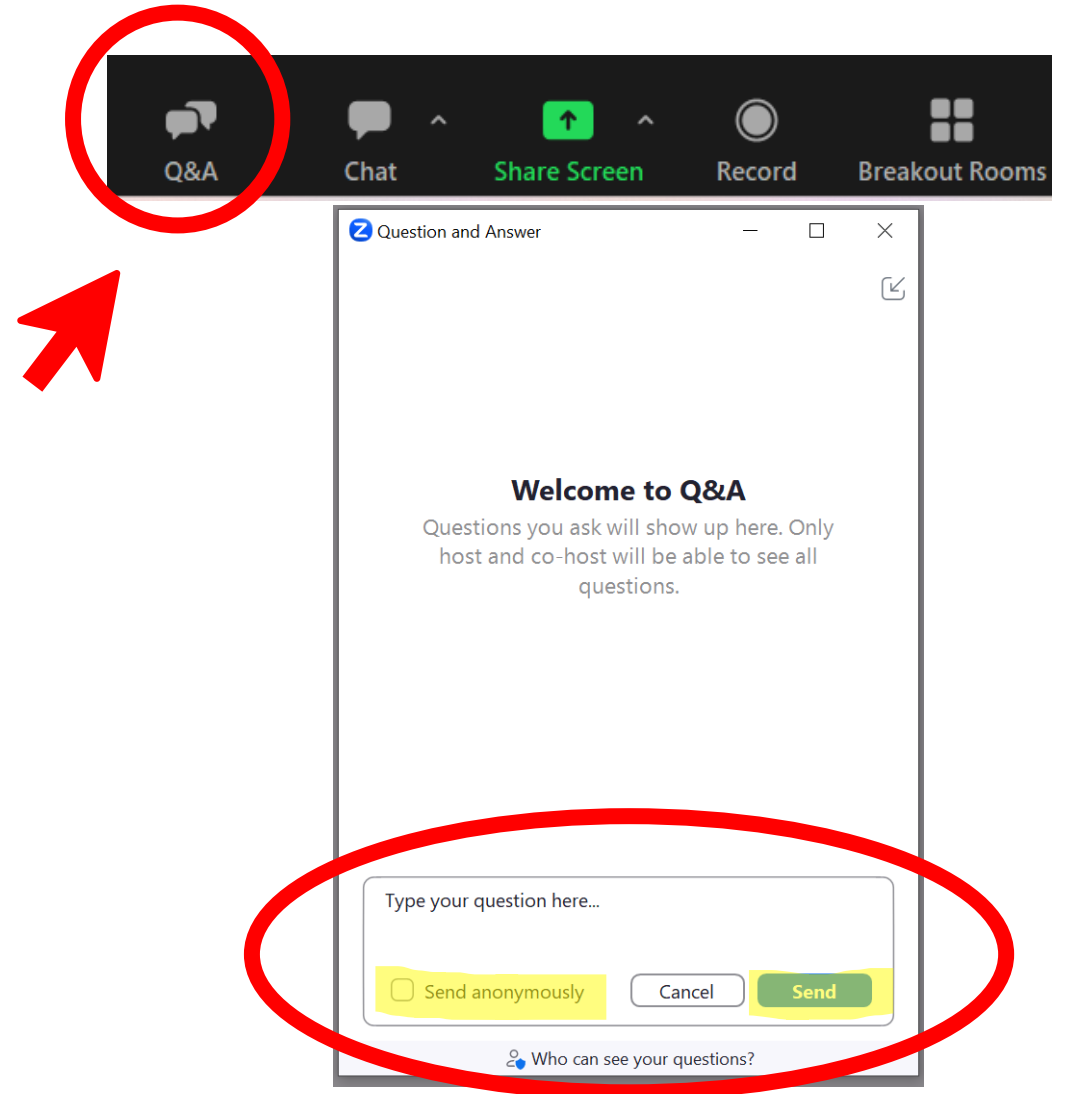 Q&A Chat Share Screen Record Breakout Rooms
Question and Answer
Welcome to Q&A
Questions you ask will show up here. Only
host and co-host will be able to see all
questions.
Type your question here...
Send anonymously Cancel Send
Who can see your questions?